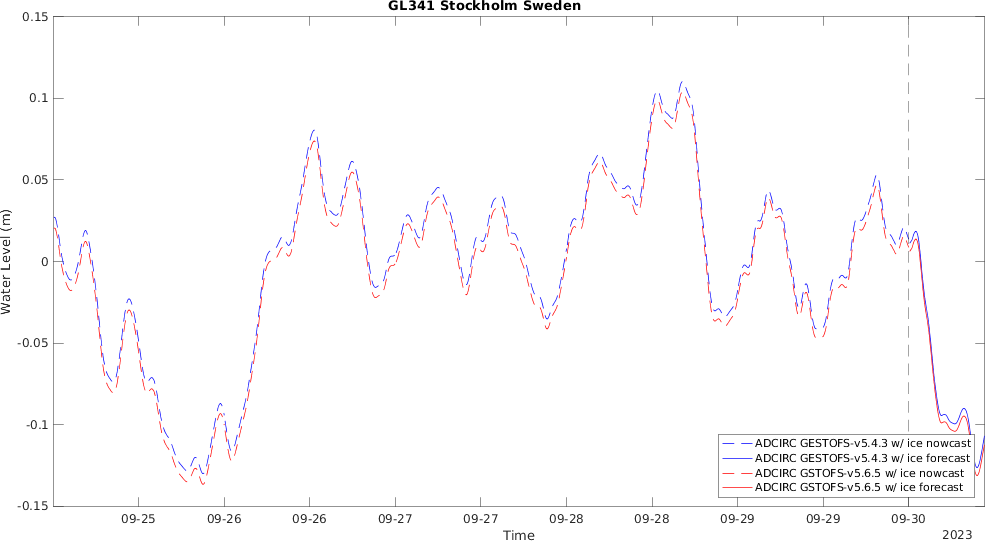 GL341 Stockholm Sweden
0.15
0.1
0.05
0
-0.05
-0.1
-0.15
Water Level (m)
ADCIRC GESTOFS-v5.4.3 w/ ice nowcast
ADCIRC GESTOFS-v5.4.3 w/ ice forecast
ADCIRC GSTOFS-v5.6.5 w/ ice nowcast
ADCIRC GSTOFS-v5.6.5 w/ ice forecast
09-25 09-26 09-26 09-27 09-27 09-28 09-28 09-29 09-29 09-30
Time
2023